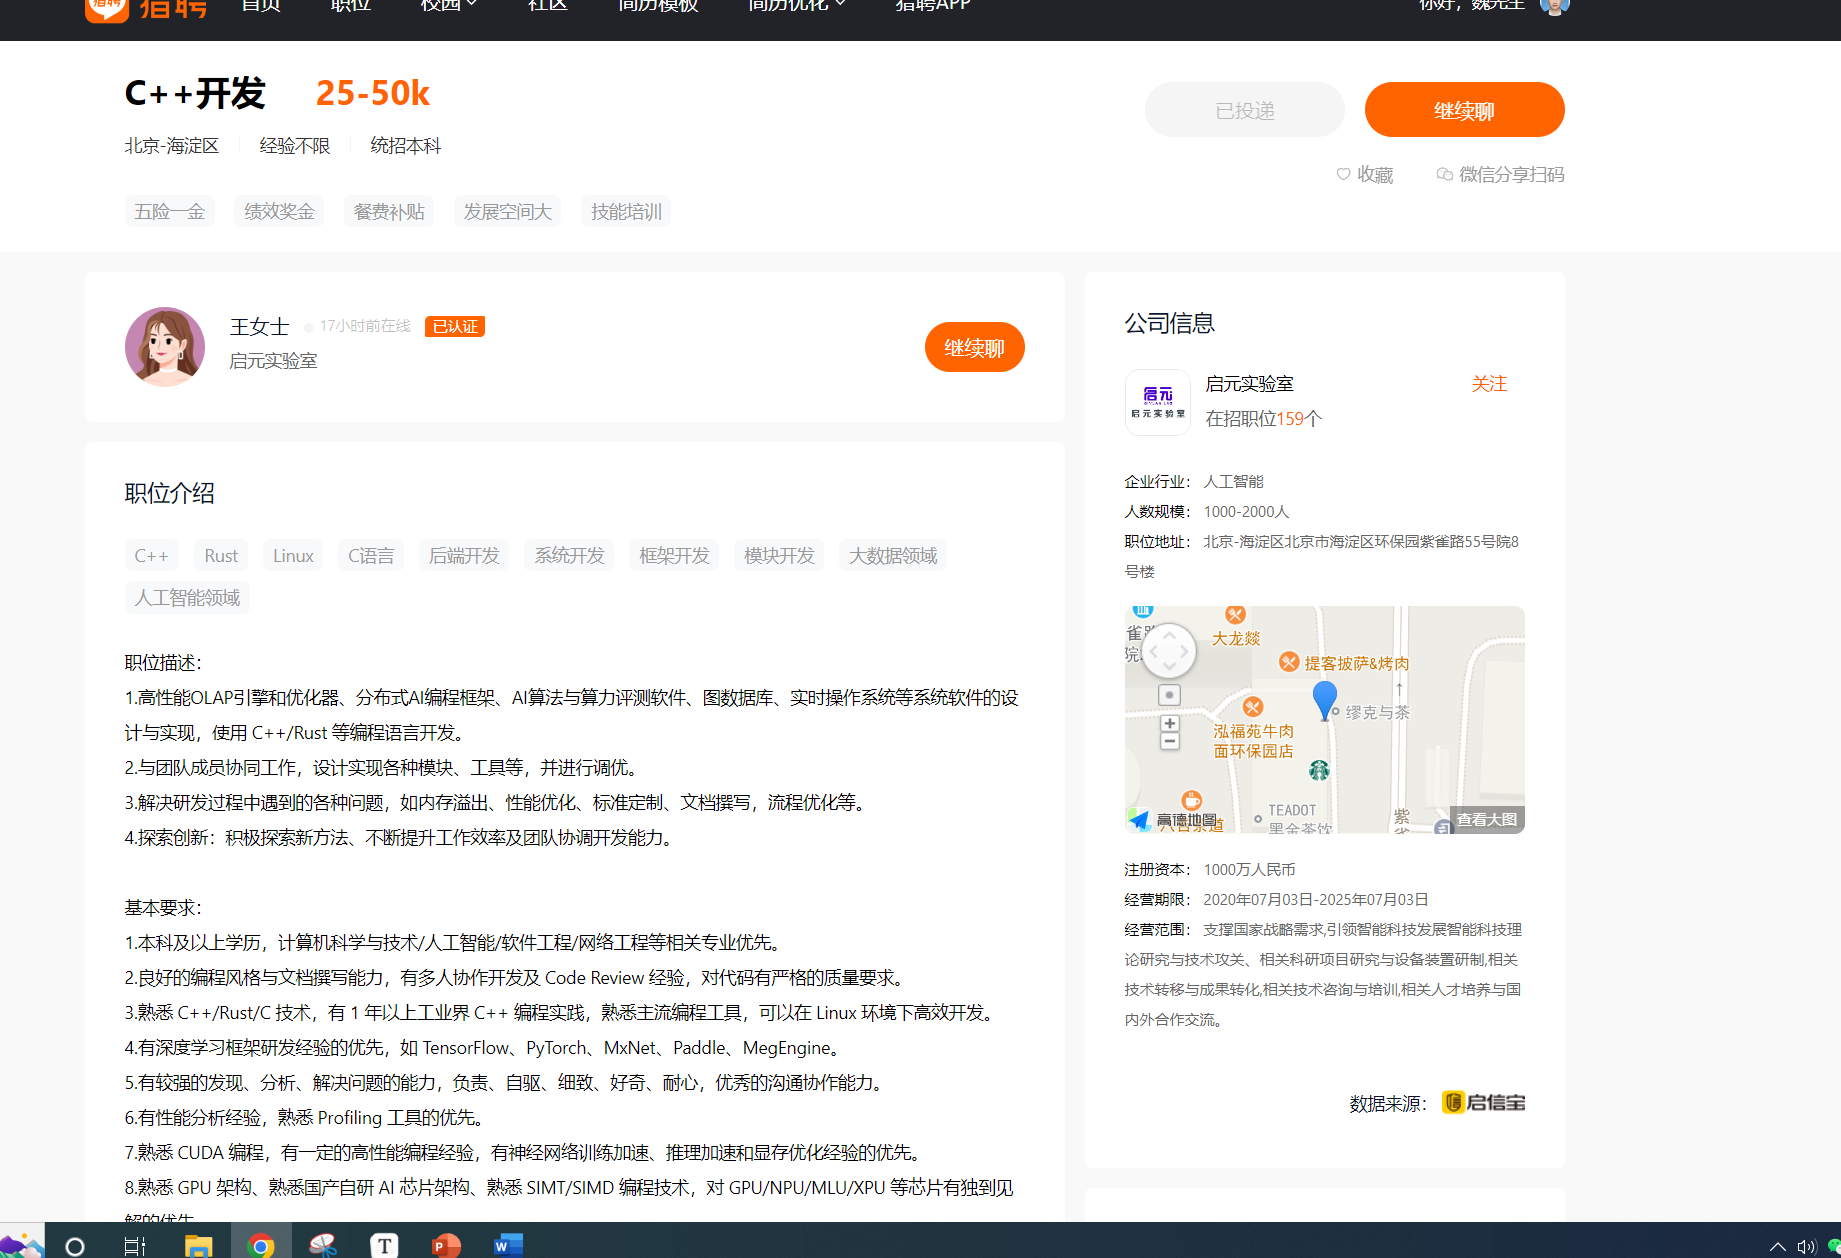 猎聘
首页
职位
校园
社区
简历模板
简历优化
猎聘APP
你好，魏先生
C++开发
25-50k
已投递
继续聊
北京-海淀区
经验不限
统招本科
收藏
微信分享扫码
五险一金
绩效奖金
餐费补贴
发展空间大
技能培训
王女士
17小时前在线
已认证
启元实验室
继续聊
职位介绍
C++
Rust
Linux
C语言
后端开发
系统开发
框架开发
模块开发
大数据领域
人工智能领域
职位描述：
1.高性能OLAP引擎和优化器、分布式AI编程框架、AI算法与算力评测软件、图数据库、实时操作系统等系统软件的设
计与实现，使用 C++/Rust 等编程语言开发。
2.与团队成员协同工作，设计实现各种模块、工具等，并进行调优。
3.解决研发过程中遇到的各种问题，如内存溢出、性能优化、标准定制、文档撰写，流程优化等。
4.探索创新：积极探索新方法、不断提升工作效率及团队协调开发能力。
基本要求：
1.本科及以上学历，计算机科学与技术/人工智能/软件工程/网络工程等相关专业优先。
2.良好的编程风格与文档撰写能力，有多人协作开发及 Code Review 经验，对代码有严格的质量要求。
3.熟悉 C++/Rust/C 技术，有 1 年以上工业界 C++ 编程实践，熟悉主流编程工具，可以在 Linux 环境下高效开发。
4.有深度学习框架研发经验的优先，如 TensorFlow、PyTorch、MxNet、Paddle、MegEngine。
5.有较强的发现、分析、解决问题的能力，负责、自驱、细致、好奇、耐心，优秀的沟通协作能力。
6.有性能分析经验，熟悉 Profiling 工具的优先。
7.熟悉 CUDA 编程，有一定的高性能编程经验，有神经网络训练加速、推理加速和显存优化经验的优先。
8.熟悉 GPU 架构、熟悉国产自研 AI 芯片架构、熟悉 SIMT/SIMD 编程技术，对 GPU/NPU/MLU/XPU 等芯片有独到见
解的优先
公司信息
启元
启元实验室
启元实验室
关注
在招职位159个
企业行业：人工智能
人数规模：1000-2000人
职位地址：北京-海淀区北京市海淀区环保园紫雀路55号院8
号楼
大龙燚
提客披萨&烤肉
缪克与茶
泓福苑牛肉
面环保园店
TEADOT
黑金茶饮
高德地图
查看大图
注册资本：1000万人民币
经营期限：2020年07月03日-2025年07月03日
经营范围：支撑国家战略需求,引领智能科技发展智能科技理
论研究与技术攻关、相关科研项目研究与设备装置研制,相关
技术转移与成果转化,相关技术咨询与培训,相关人才培养与国
内外合作交流。
数据来源：
启信宝